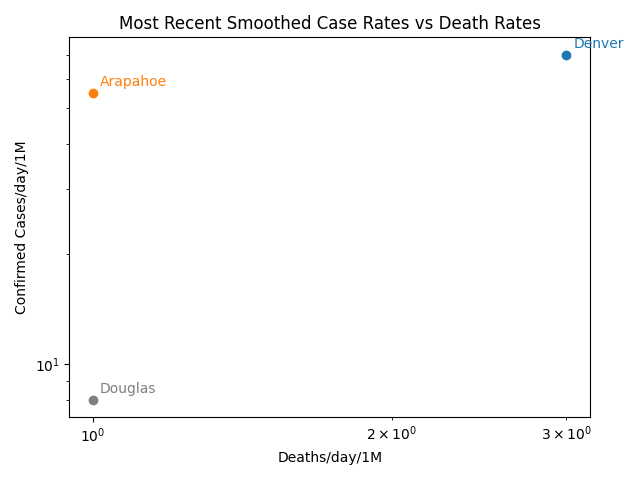 Most Recent Smoothed Case Rates vs Death Rates
Denver
Arapahoe
Confirmed Cases/day/1M
10¹
Douglas
10⁰
2 × 10⁰
3 × 10⁰
Deaths/day/1M